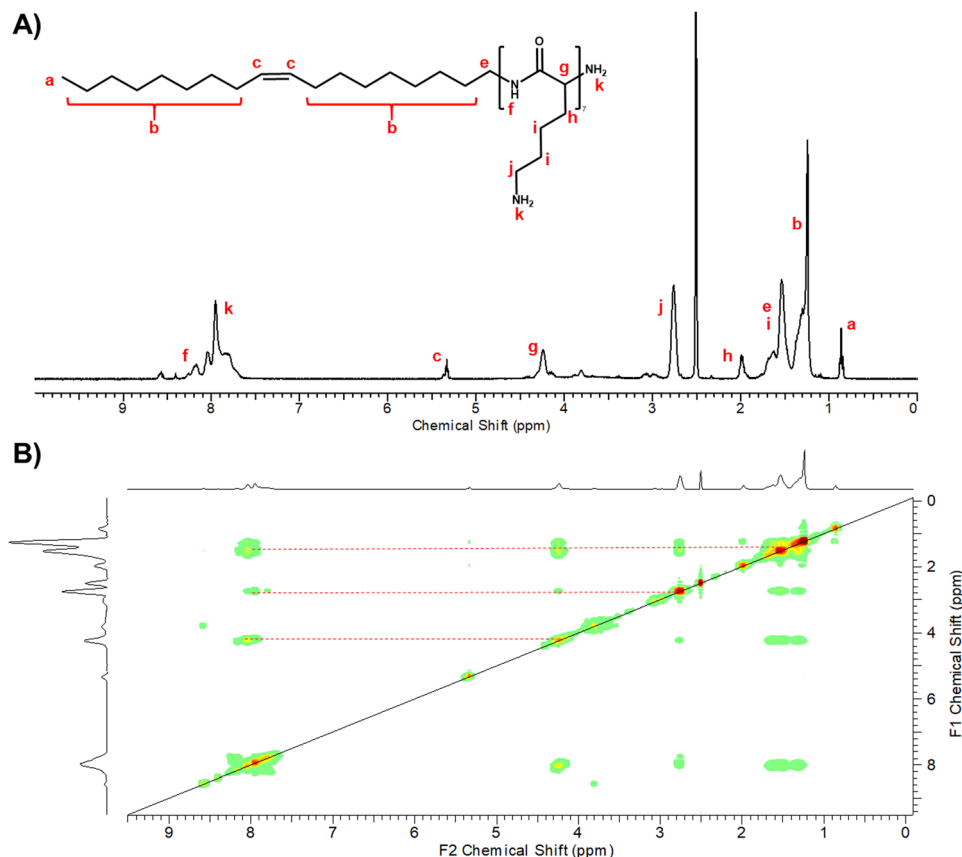 A)
O
c c e g NH₂
a N H f 7 k
b b h
i
i
j
NH₂
k
b
k
e
j i a
f c g h
9 8 7 6 5 4 3 2 1 0
Chemical Shift (ppm)
B)
0
2
4
6
8
F1 Chemical Shift (ppm)
9 8 7 6 5 4 3 2 1 0
F2 Chemical Shift (ppm)